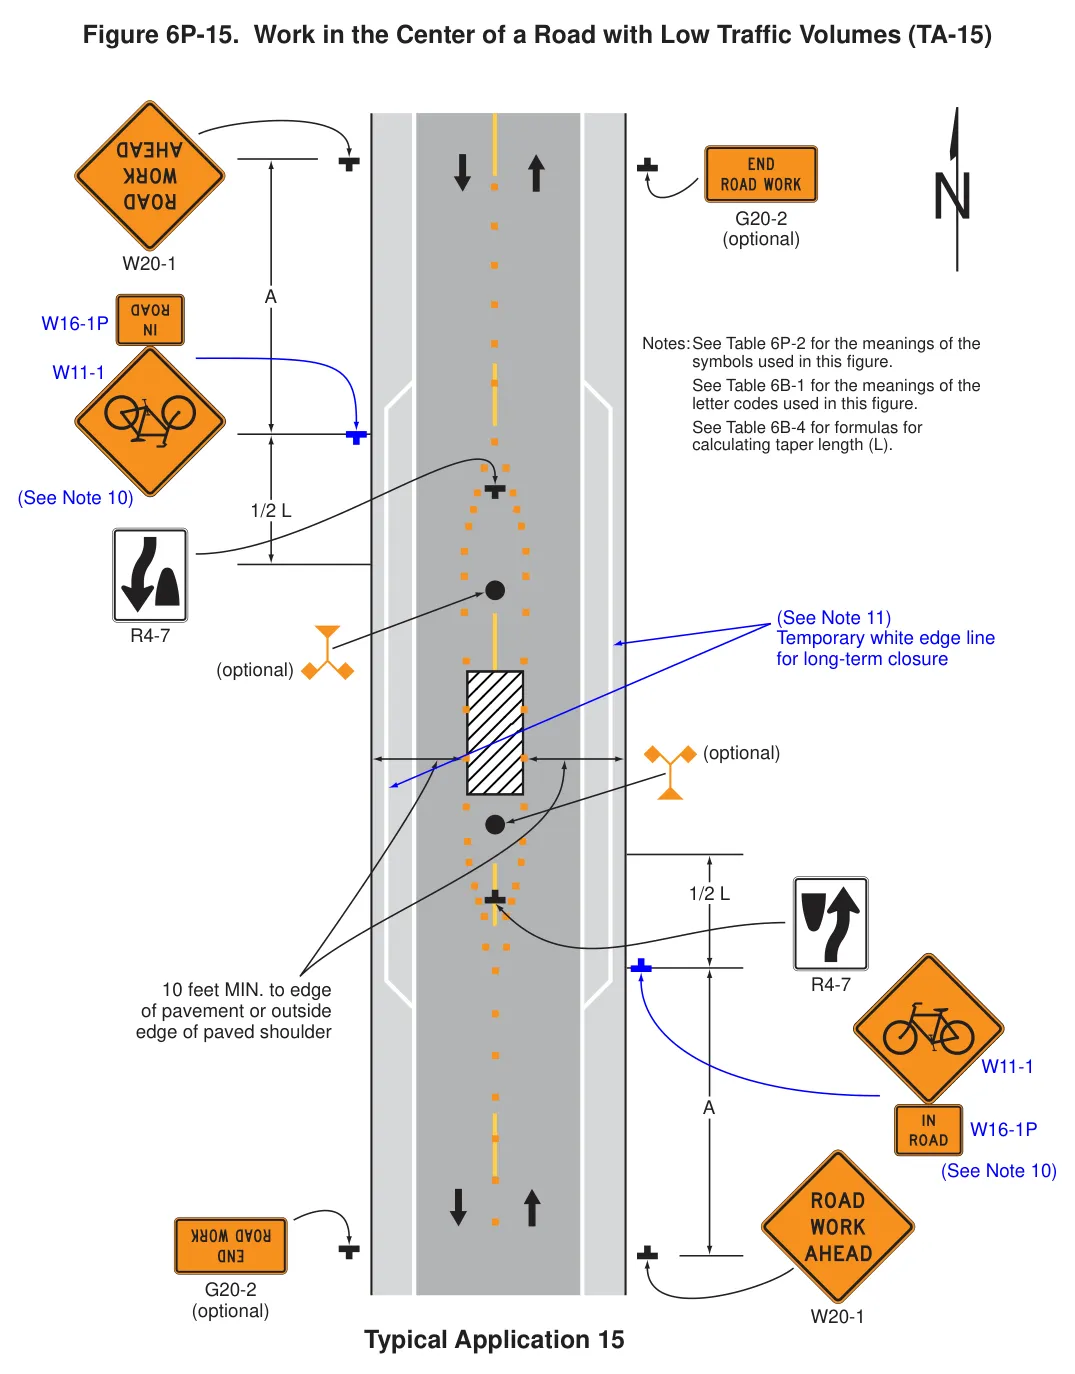 Figure 6P-15.  Work in the Center of a Road with Low Traffic Volumes (TA-15)
ROAD
WORK
AHEAD
W20-1
END
ROAD WORK
G20-2
(optional)
N
A
IN
ROAD
W16-1P
W11-1
(See Note 10)
Notes: See Table 6P-2 for the meanings of the
symbols used in this figure.
See Table 6B-1 for the meanings of the
letter codes used in this figure.
See Table 6B-4 for formulas for
calculating taper length (L).
1/2 L
R4-7
(optional)
(See Note 11)
Temporary white edge line
for long-term closure
(optional)
1/2 L
R4-7
10 feet MIN. to edge
of pavement or outside
edge of paved shoulder
W11-1
A
IN
ROAD
W16-1P
(See Note 10)
ROAD
WORK
AHEAD
W20-1
END
ROAD WORK
G20-2
(optional)
Typical Application 15